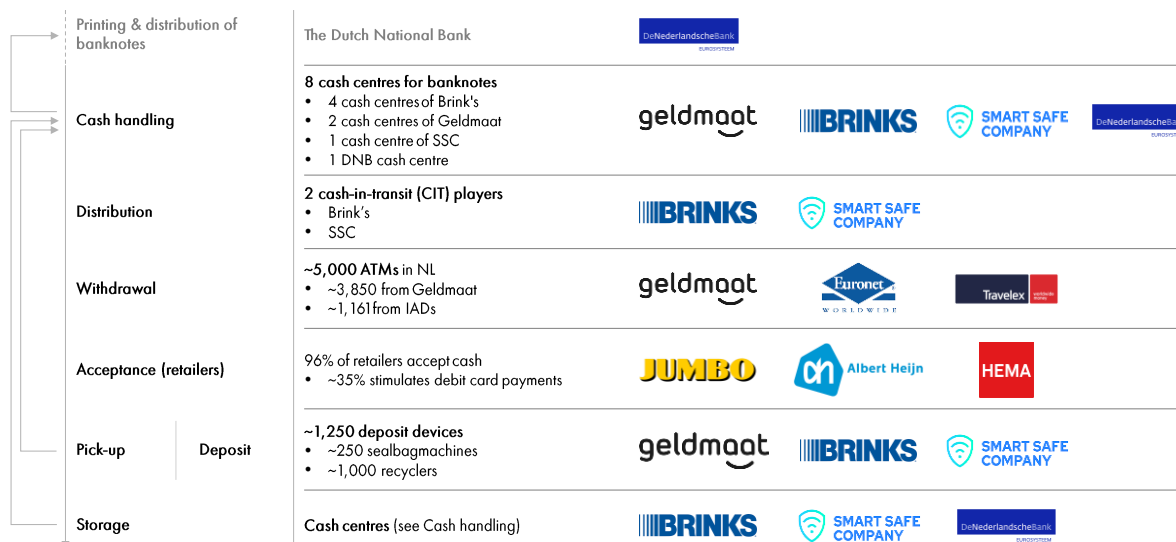 Printing & distribution of
banknotes
The Dutch National Bank
DeNederlandscheBank
EUROSYSTEEM
Cash handling
8 cash centres for banknotes
• 4 cash centres of Brink's
• 2 cash centres of Geldmaat
• 1 cash centre of SSC
• 1 DNB cash centre
geldmaat
BRINKS
SMART SAFE
COMPANY
DeNederlandscheBa
EUROSYST
Distribution
2 cash-in-transit (CIT) players
• Brink’s
• SSC
BRINKS
SMART SAFE
COMPANY
Withdrawal
~5,000 ATMs in NL
• ~3,850 from Geldmaat
• ~1,161from IADs
geldmaat
Euronet
WORLDWIDE
Travelex
worldwide
money
Acceptance (retailers)
96% of retailers accept cash
• ~35% stimulates debit card payments
JUMBO
ah Albert Heijn
HEMA
Pick-up
Deposit
~1,250 deposit devices
• ~250 sealbagmachines
• ~1,000 recyclers
geldmaat
BRINKS
SMART SAFE
COMPANY
Storage
Cash centres (see Cash handling)
BRINKS
SMART SAFE
COMPANY
DeNederlandscheBank
EUROSYSTEEM